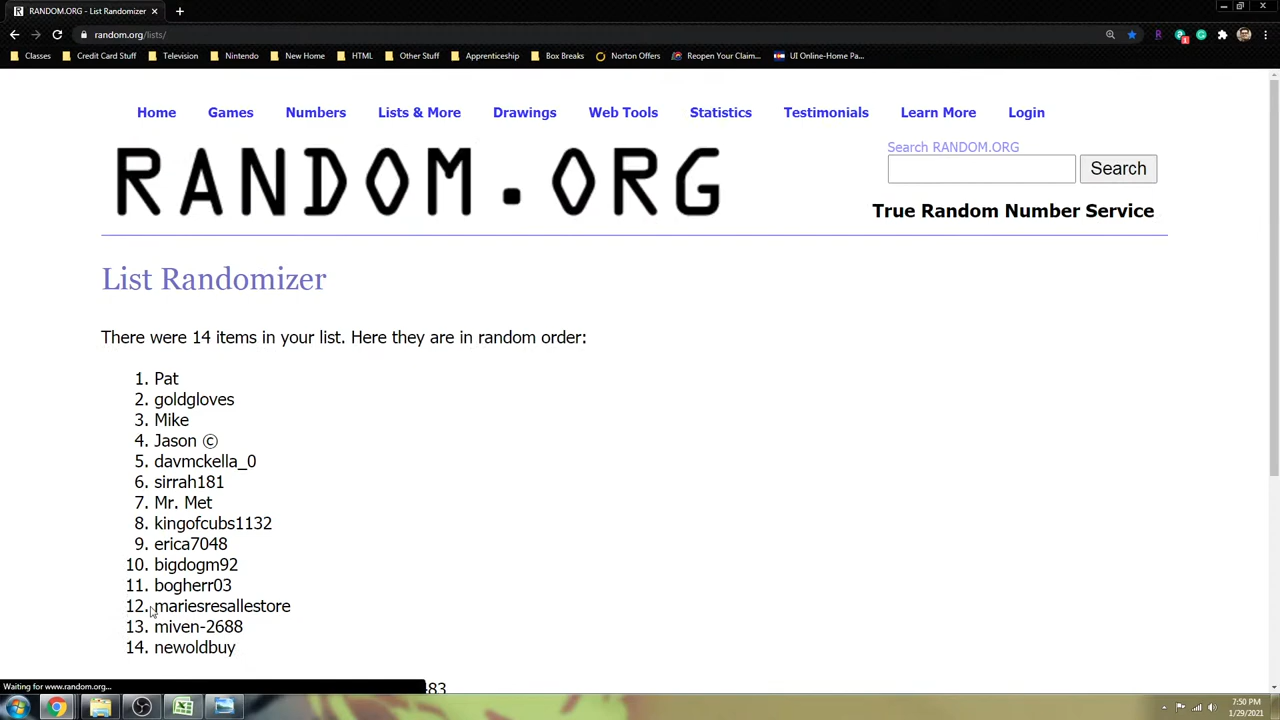 RANDOM.ORG - List Randomizer
random.org/lists/
Classes Credit Card Stuff Television Nintendo New Home HTML Other Stuff Apprenticeship Box Breaks Norton Offers Reopen Your Claim... UI Online-Home Pa...
Home Games Numbers Lists & More Drawings Web Tools Statistics Testimonials Learn More Login
Search RANDOM.ORG
RANDOM.ORG
Search
True Random Number Service
List Randomizer
There were 14 items in your list. Here they are in random order:
1. Pat
2. goldgloves
3. Mike
4. Jason ©
5. davmckella_0
6. sirrah181
7. Mr. Met
8. kingofcubs1132
9. erica7048
10. bigdogm92
11. bogherr03
12. mariesresallestore
13. miven-2688
14. newoldbuy
Waiting for www.random.org...
7:50 PM
1/29/2021